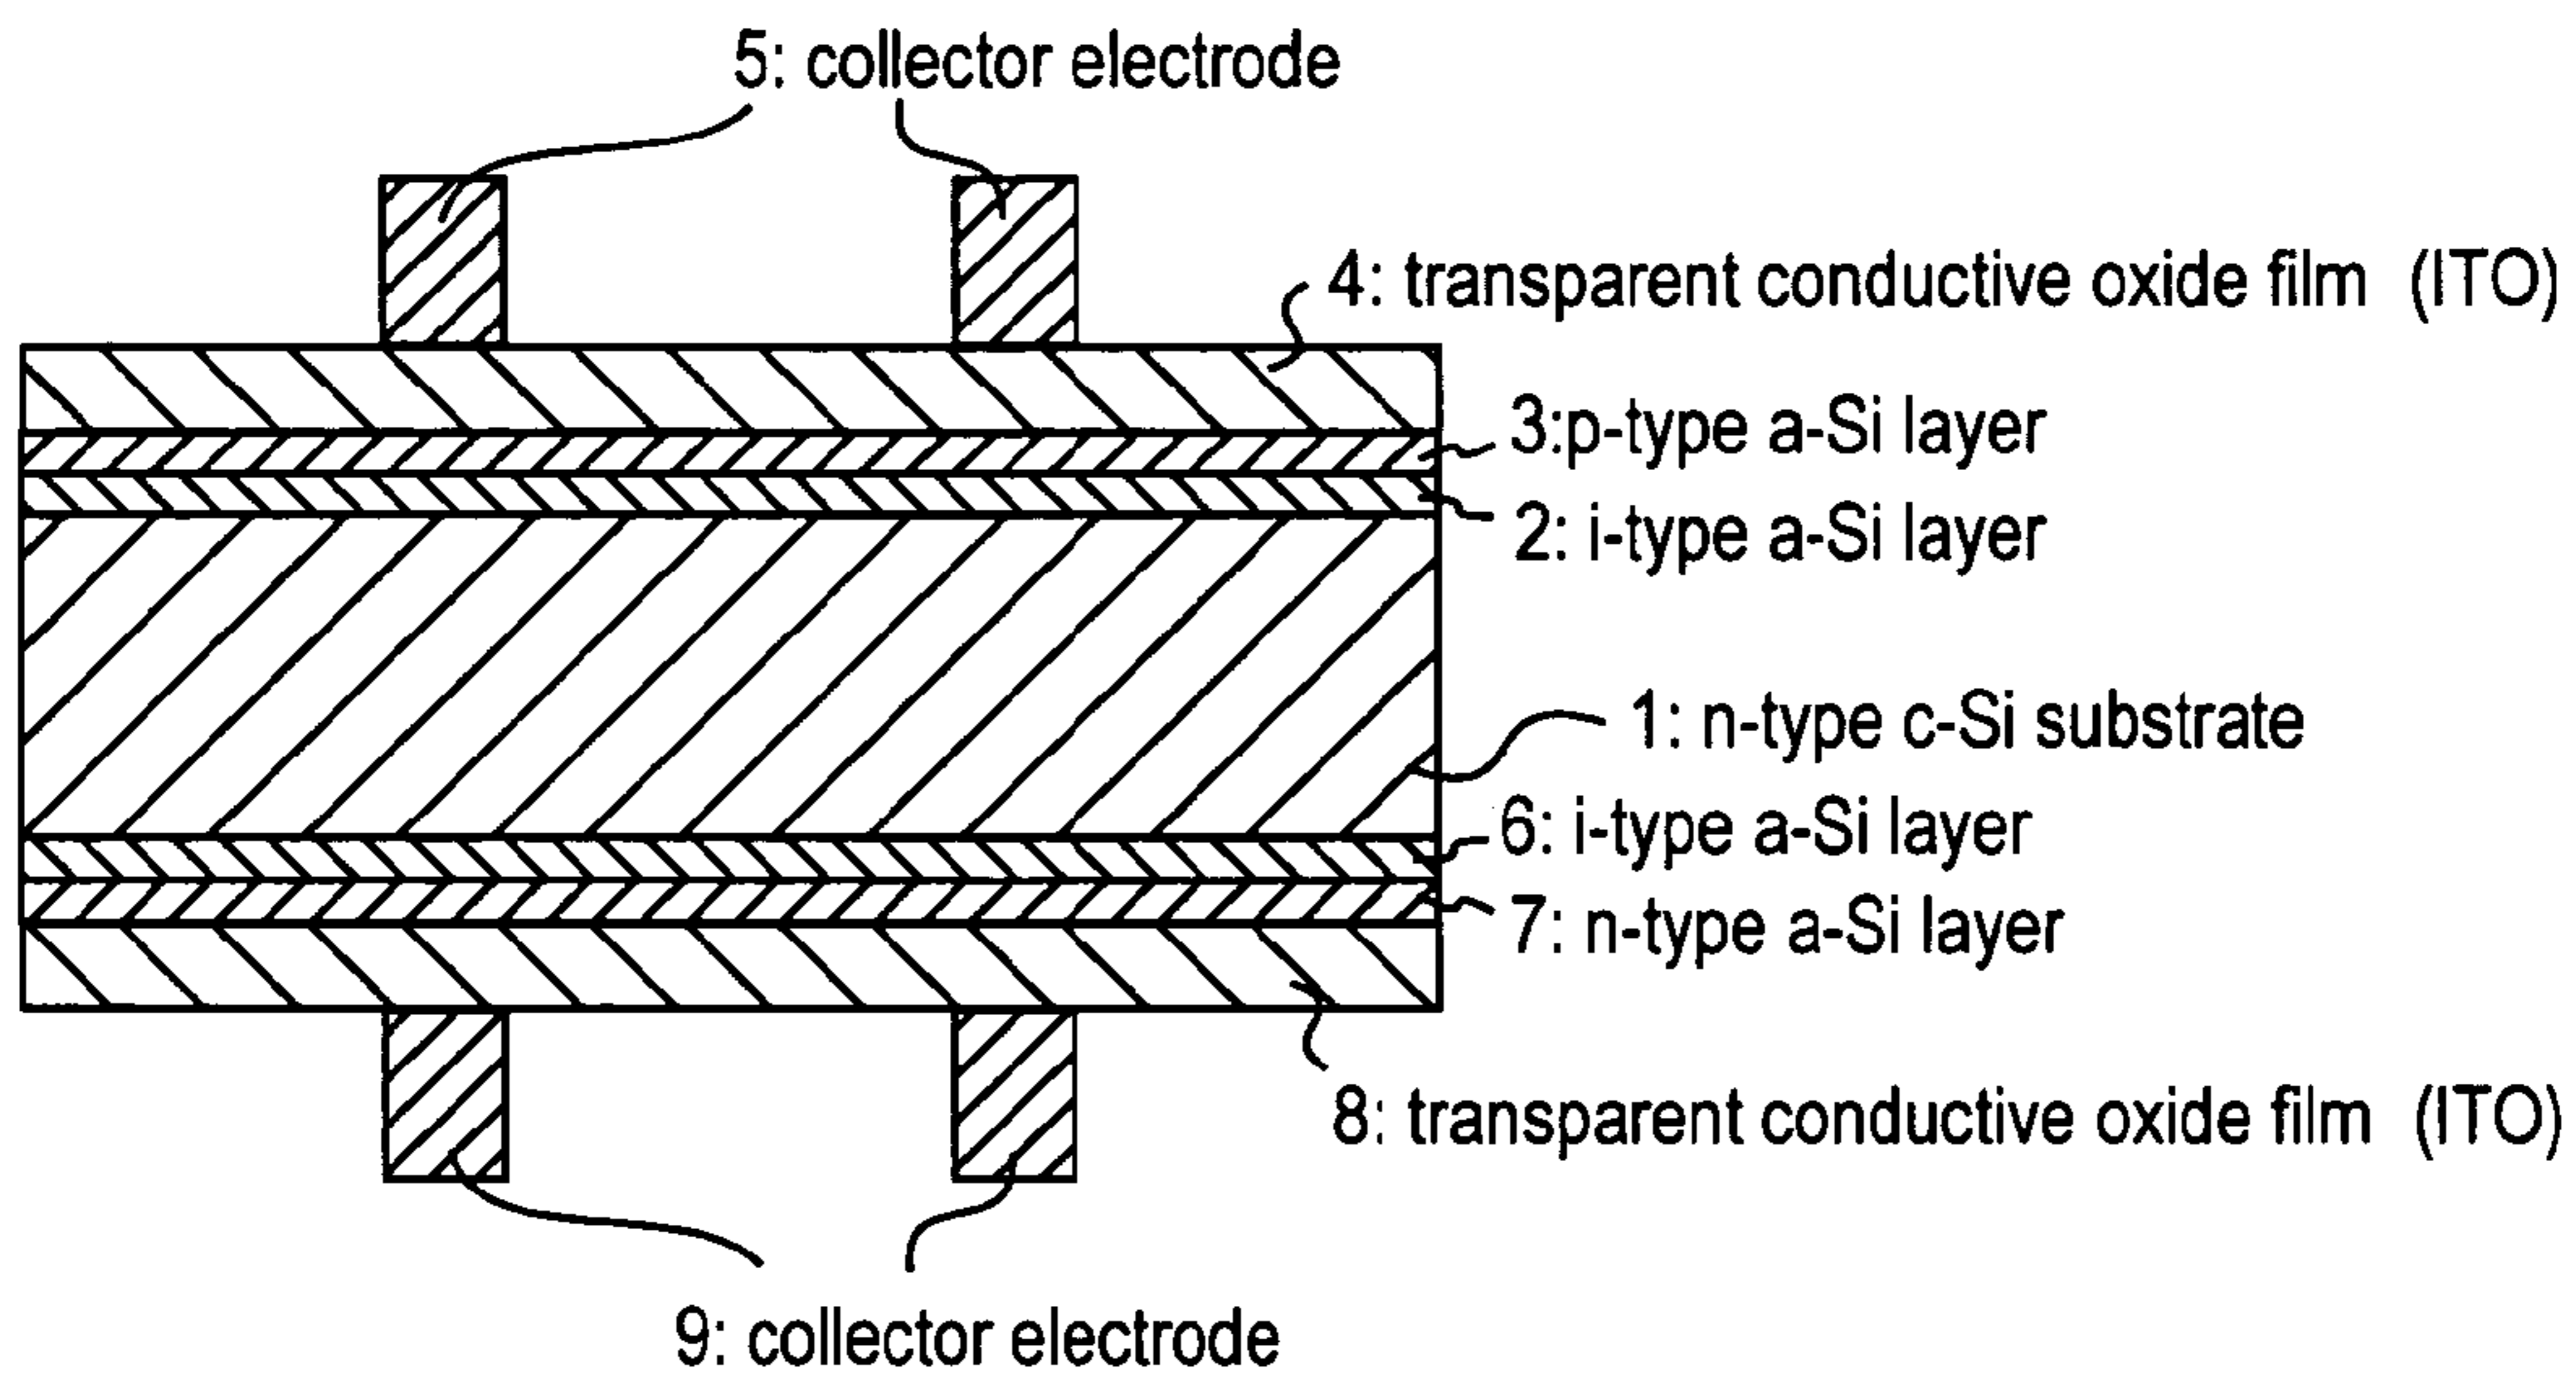 5: collector electrode
4: transparent conductive oxide film (ITO)
3:p-type a-Si layer
2: i-type a-Si layer
1: n-type c-Si substrate
6: i-type a-Si layer
7: n-type a-Si layer
8: transparent conductive oxide film (ITO)
9: collector electrode